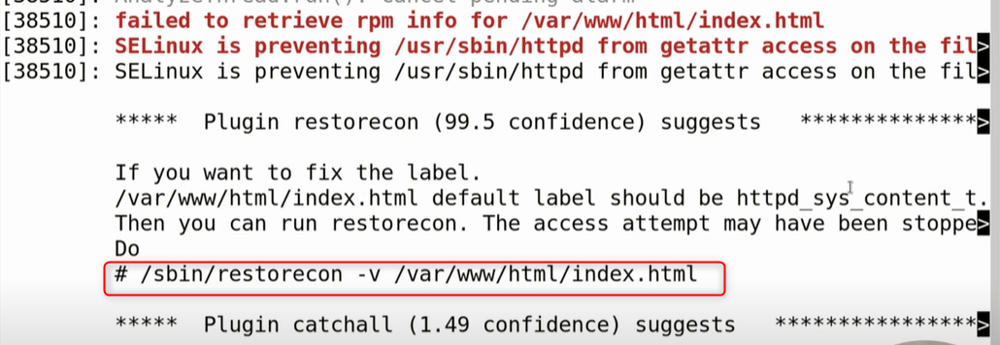 [38510]: failed to retrieve rpm info for /var/www/html/index.html
[38510]: SELinux is preventing /usr/sbin/httpd from getattr access on the fil>
[38510]: SELinux is preventing /usr/sbin/httpd from getattr access on the fil>
***** Plugin restorecon (99.5 confidence) suggests **************>
If you want to fix the label.
/var/www/html/index.html default label should be httpd_sys_content_t.
Then you can run restorecon. The access attempt may have been stoppe>
Do
# /sbin/restorecon -v /var/www/html/index.html
***** Plugin catchall (1.49 confidence) suggests ****************>